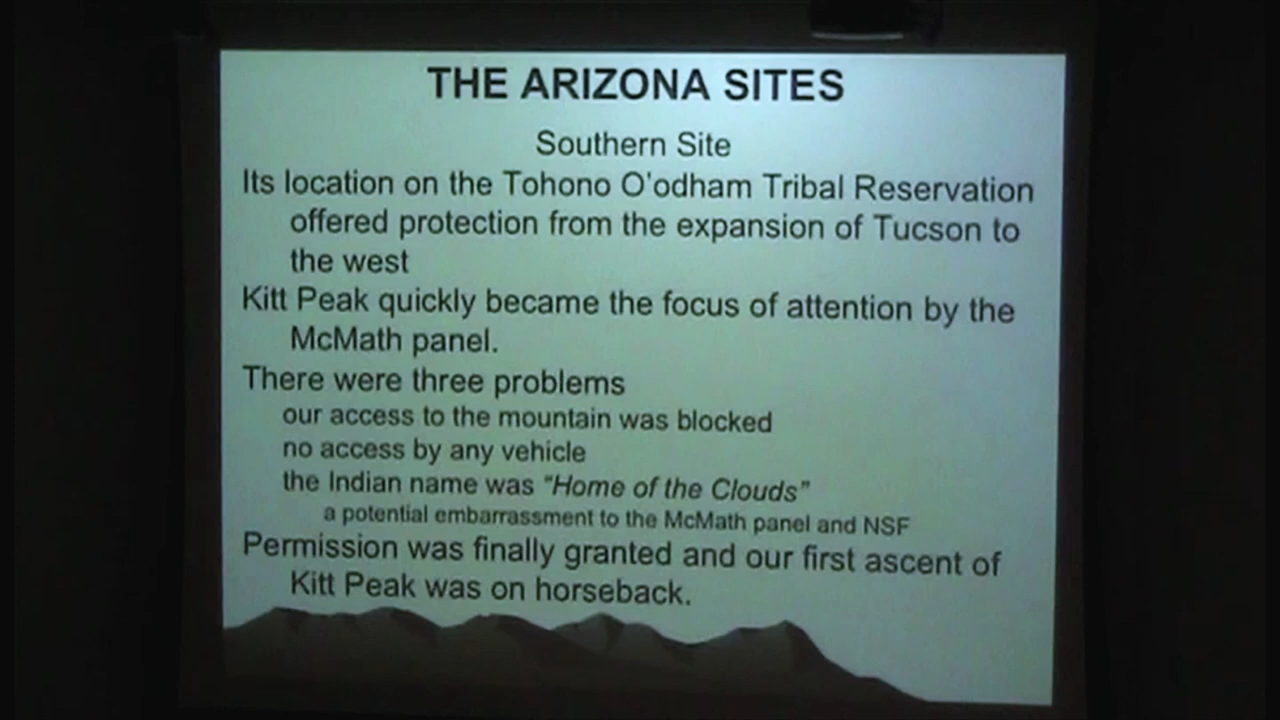 THE ARIZONA SITES
Southern Site
Its location on the Tohono O'odham Tribal Reservation
offered protection from the expansion of Tucson to
the west
Kitt Peak quickly became the focus of attention by the
McMath panel.
There were three problems
our access to the mountain was blocked
no access by any vehicle
the Indian name was "Home of the Clouds"
a potential embarrassment to the McMath panel and NSF
Permission was finally granted and our first ascent of
Kitt Peak was on horseback.